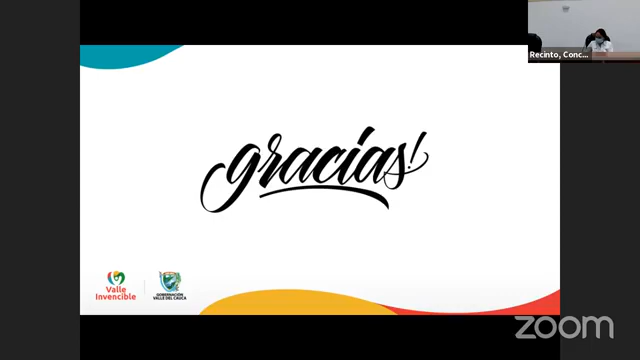 Recinto, Conc...
gracias!
Valle
Invencible
GOBERNACIÓN
VALLE DEL CAUCA
zoom